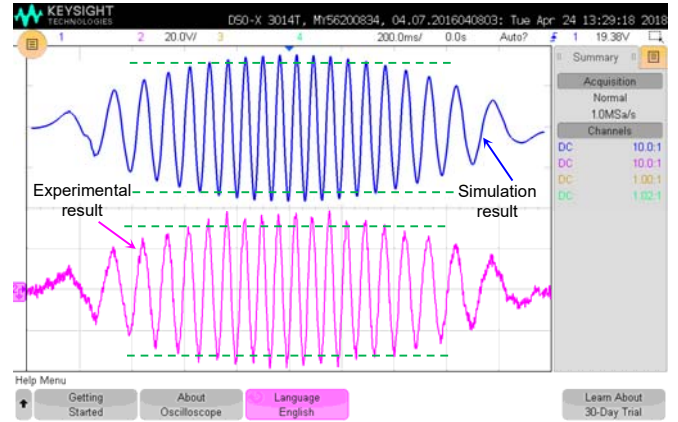 KEYSIGHT
TECHNOLOGIES
DSO-X 3014T, MY56200834, 04.07.2016040803: Tue Apr 24 13:29:18 2018
1 2 20.0V/ 3 4 200.0ms/ 0.0s Auto? 1 19.38V
Summary
Acquisition
Normal
1.0MSa/s
Channels
DC 10.0:1
DC 10.0:1
DC 1.00:1
DC 1.02:1
Experimental
result
Simulation
result
Help Menu
Getting
Started
About
Oscilloscope
Language
English
Learn About
30-Day Trial